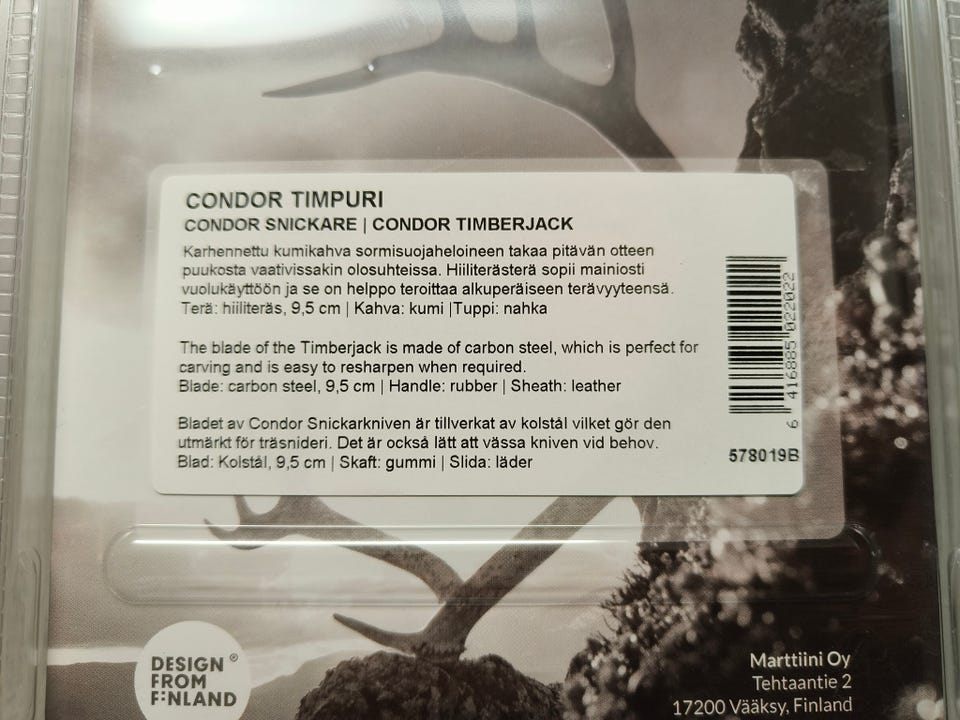 CONDOR TIMPURI
CONDOR SNICKARE | CONDOR TIMBERJACK
Karhennettu kumikahva sormisuojaheloineen takaa pitävän otteen
puukosta vaativissakin olosuhteissa. Hiiliterästerä sopii mainiosti
vuolukäyttöön ja se on helppo teroittaa alkuperäiseen terävyyteensä.
Terä: hiiliteräs, 9,5 cm | Kahva: kumi |Tuppi: nahka
The blade of the Timberjack is made of carbon steel, which is perfect for
carving and is easy to resharpen when required.
Blade: carbon steel, 9,5 cm | Handle: rubber | Sheath: leather
Bladet av Condor Snickarkniven är tillverkat av kolstål vilket gör den
utmärkt för träsnideri. Det är också lätt att vässa kniven vid behov.
Blad: Kolstål, 9,5 cm | Skaft: gummi | Slida: läder
6 416885 022022
578019B
DESIGN ®
FROM
FINLAND
Marttiini Oy
Tehtaantie 2
17200 Vääksy, Finland